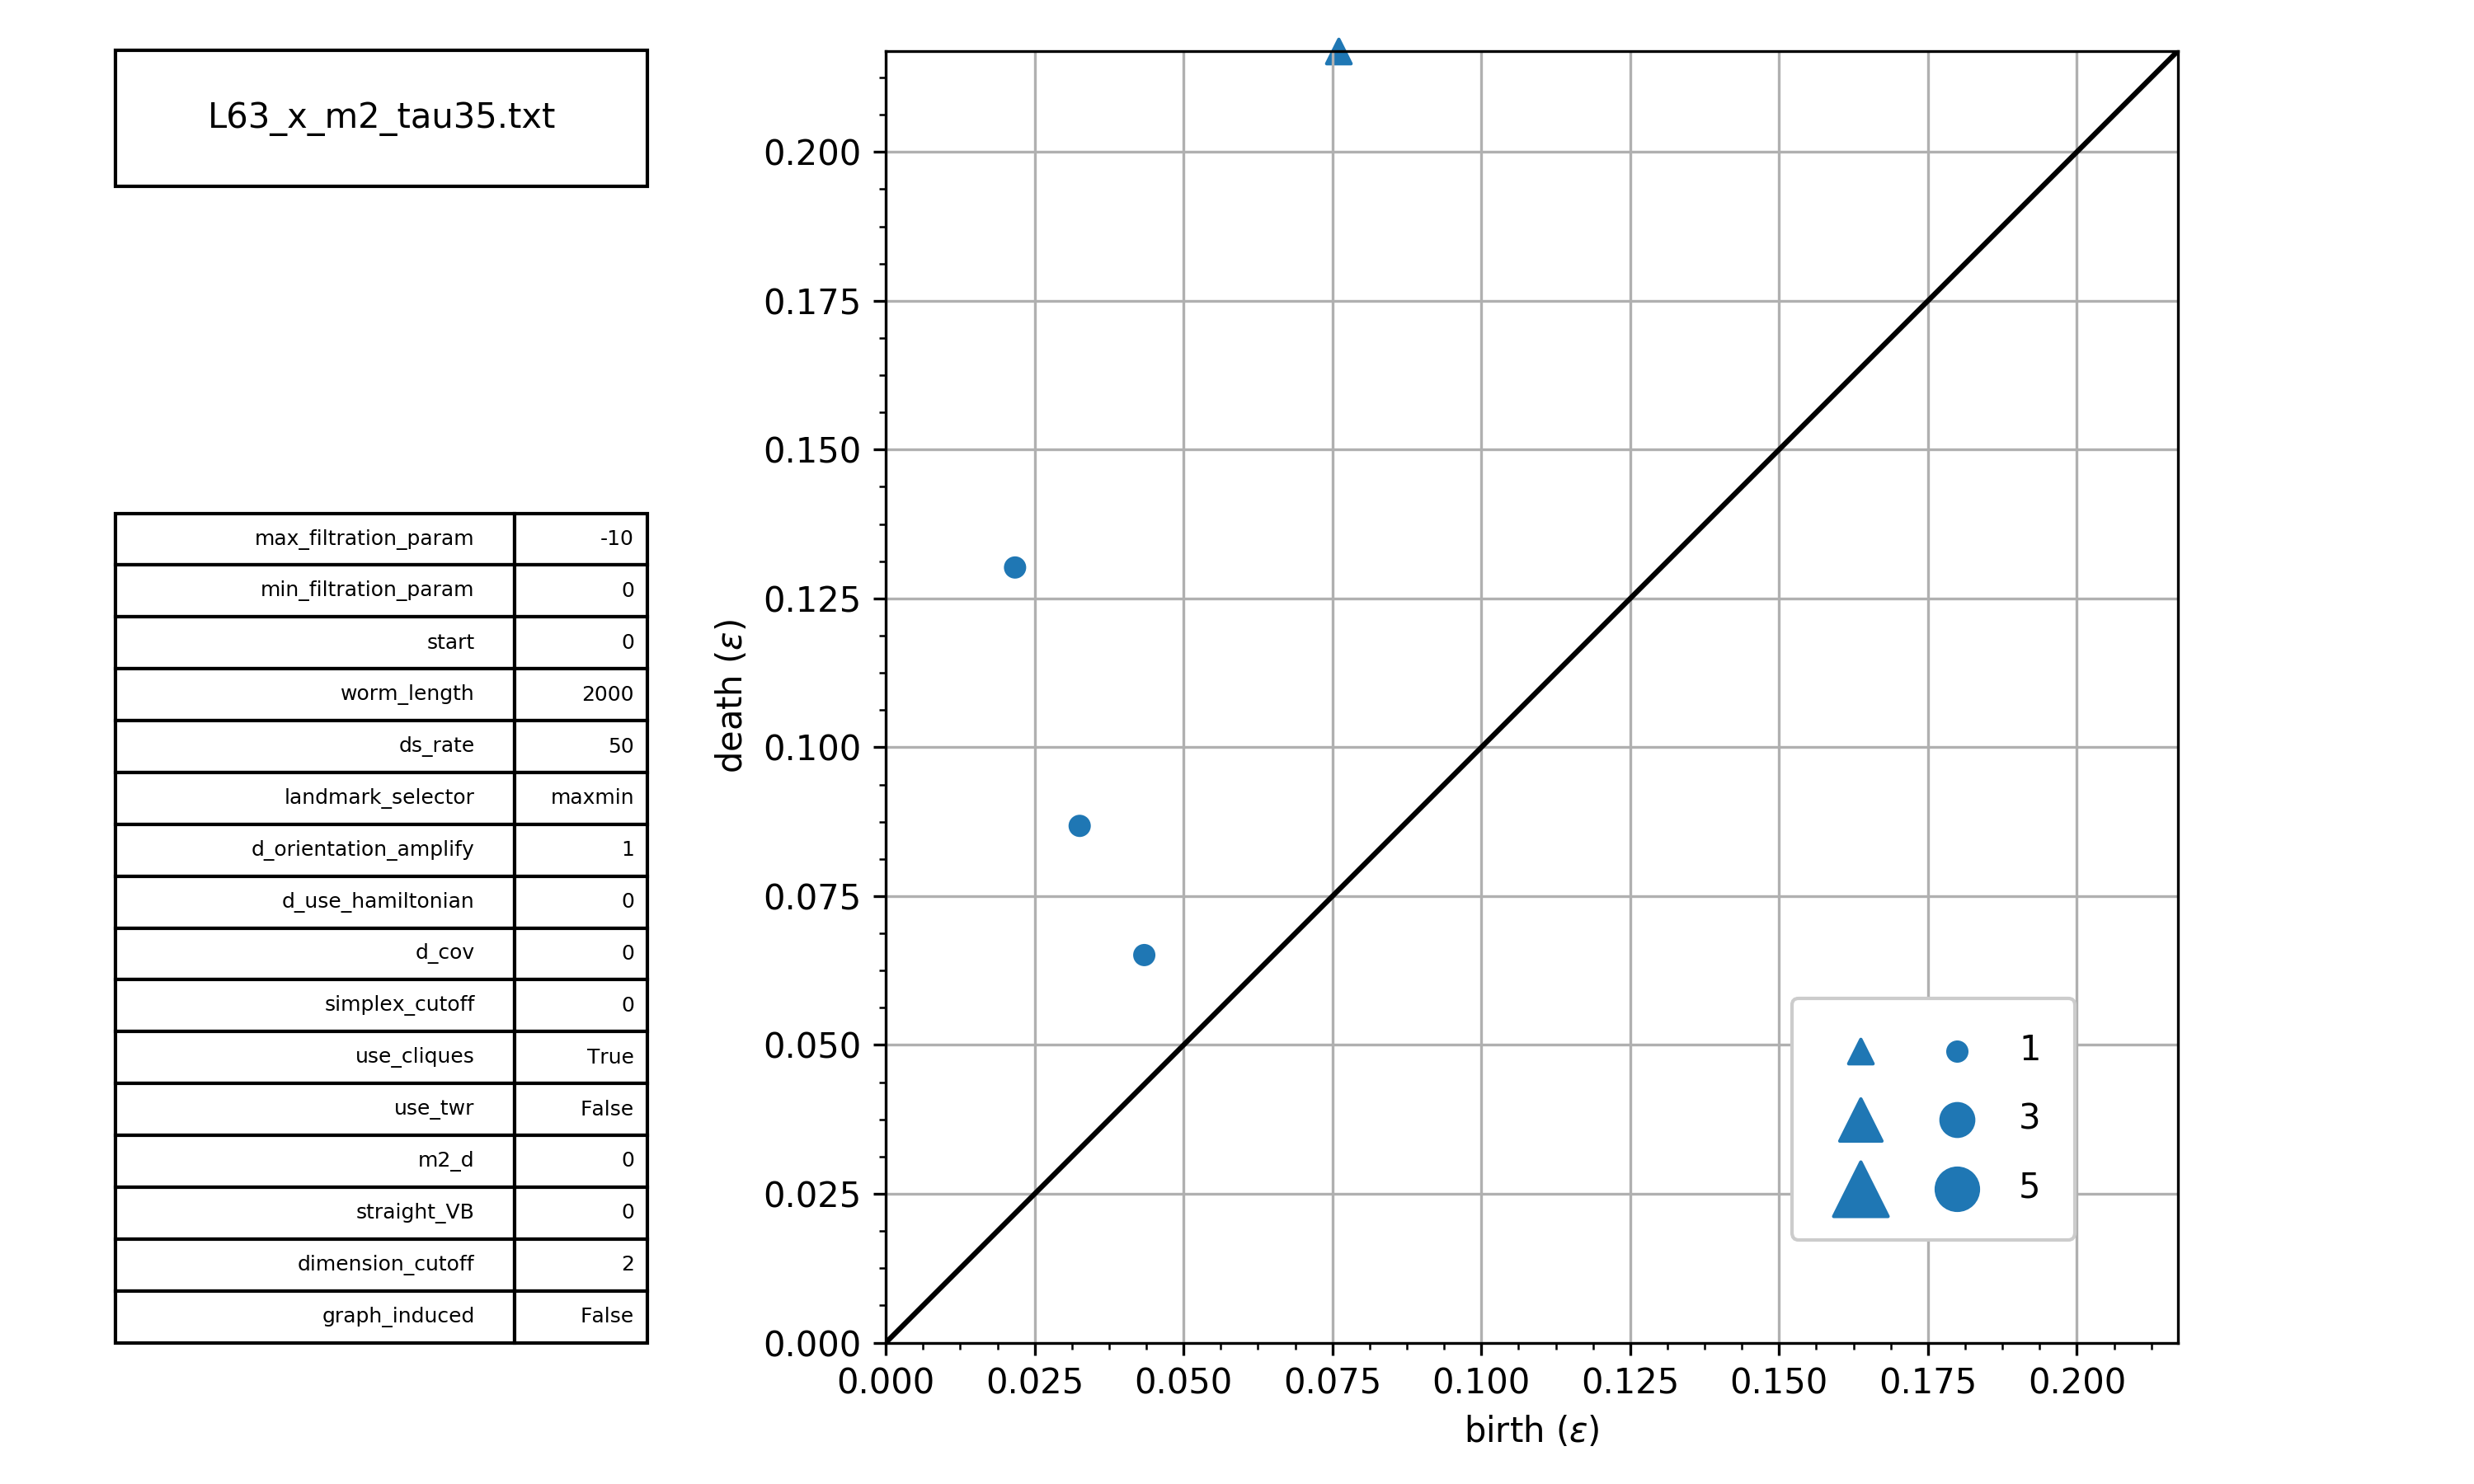 L63_x_m2_tau35.txt
max_filtration_param -10
min_filtration_param 0
start 0
worm_length 2000
ds_rate 50
landmark_selector maxmin
d_orientation_amplify 1
d_use_hamiltonian 0
d_cov 0
simplex_cutoff 0
use_cliques True
use_twr False
m2_d 0
straight_VB 0
dimension_cutoff 2
graph_induced False
death (ε)
0.200
0.175
0.150
0.125
0.100
0.075
0.050
0.025
0.000
1
3
5
0.000 0.025 0.050 0.075 0.100 0.125 0.150 0.175 0.200
birth (ε)